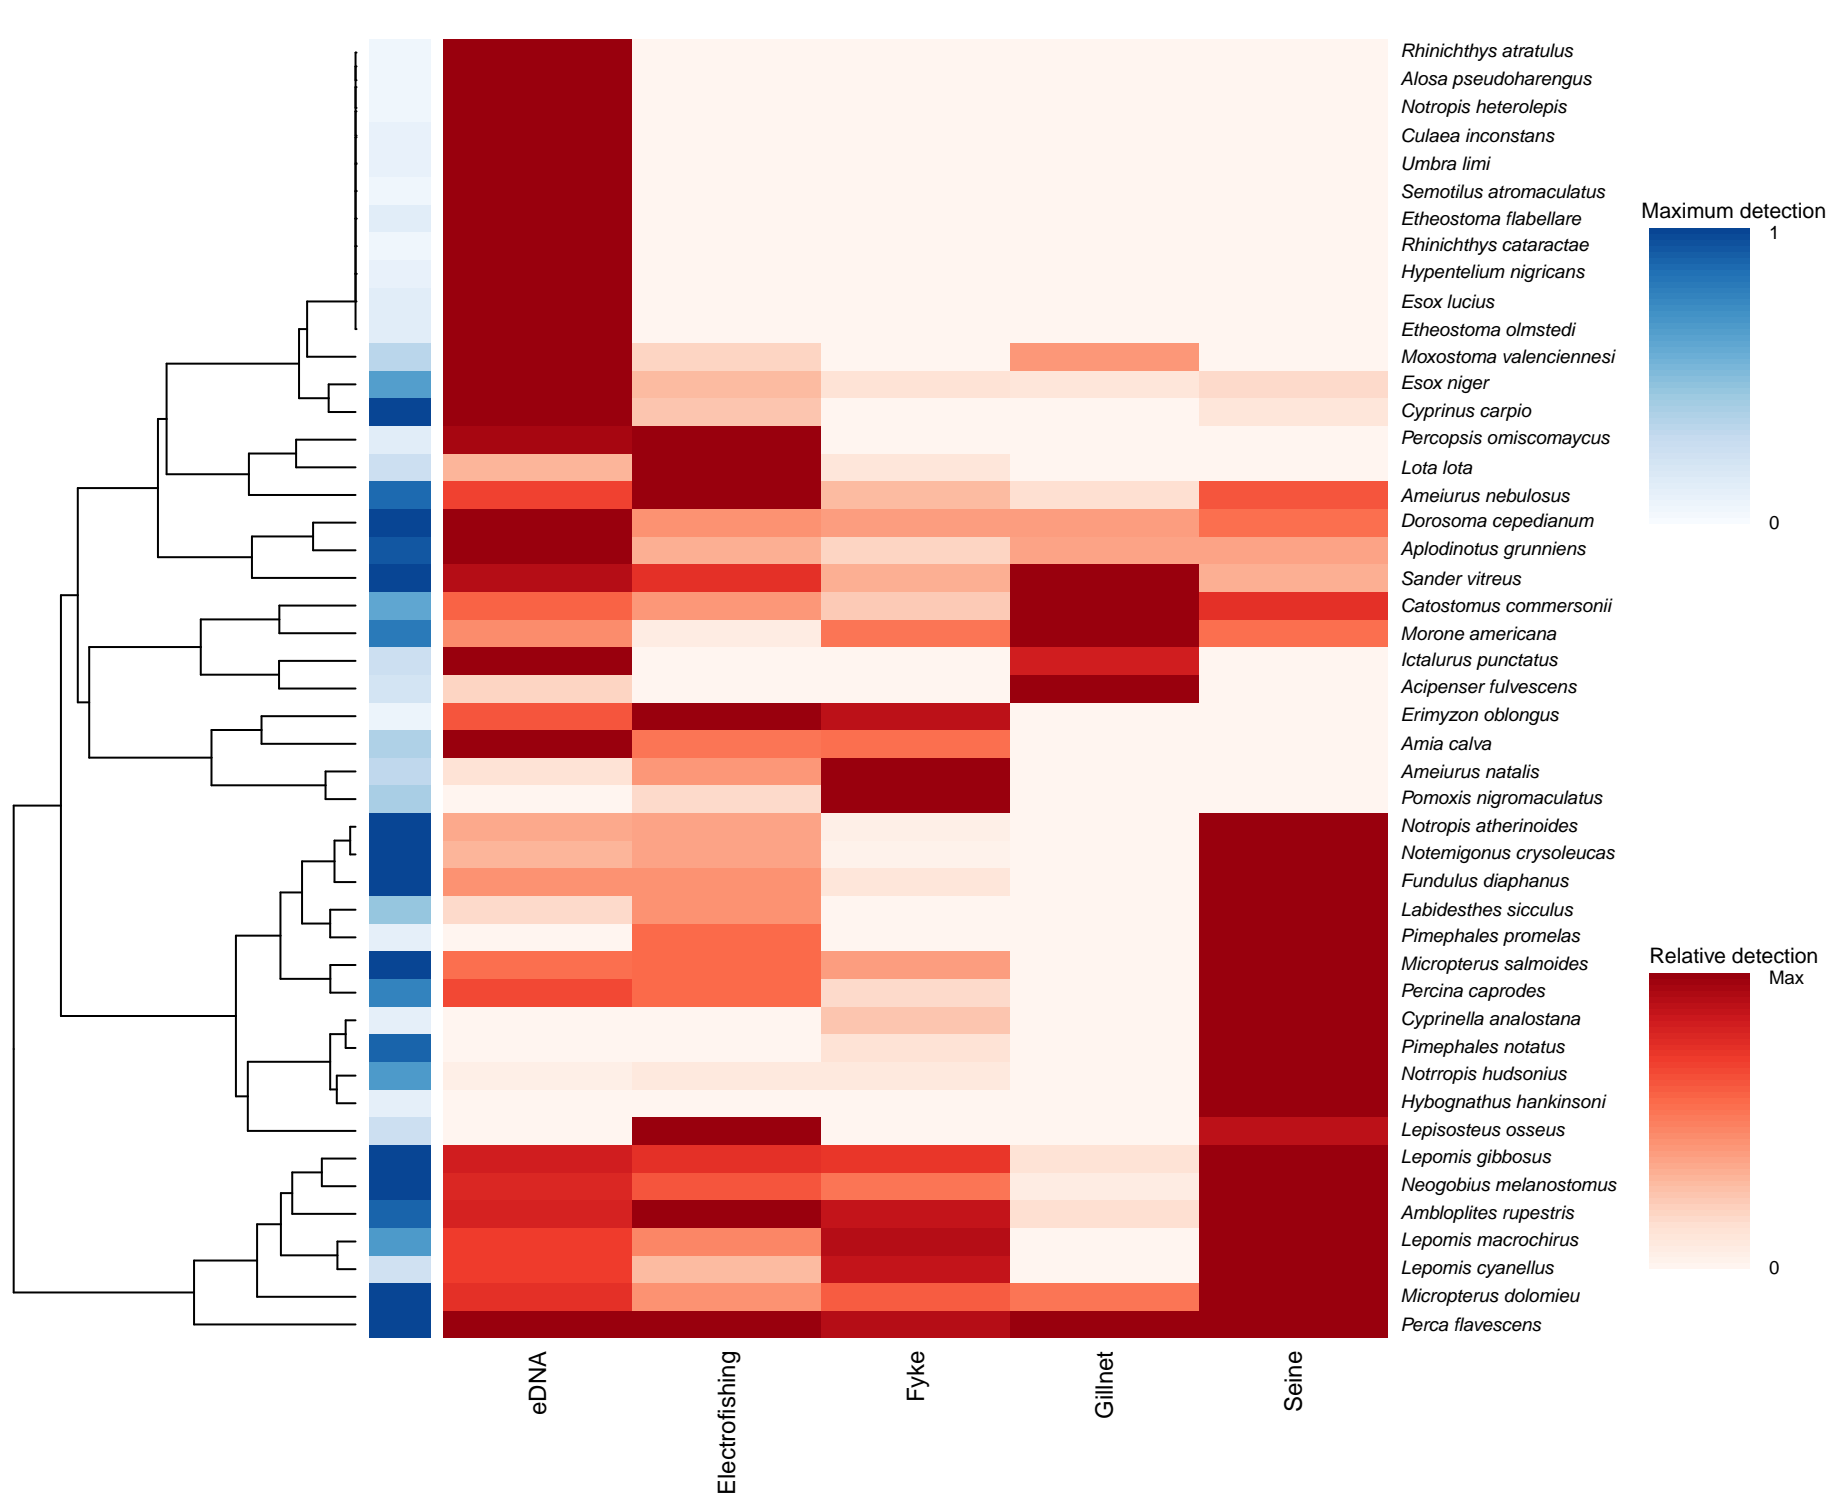 Rhinichthys atratulus
Alosa pseudoharengus
Notropis heterolepis
Culaea inconstans
Umbra limi
Semotilus atromaculatus
Etheostoma flabellare
Rhinichthys cataractae
Hypentelium nigricans
Esox lucius
Etheostoma olmstedi
Moxostoma valenciennesi
Esox niger
Cyprinus carpio
Percopsis omiscomaycus
Lota lota
Ameiurus nebulosus
Dorosoma cepedianum
Aplodinotus grunniens
Sander vitreus
Catostomus commersonii
Morone americana
Ictalurus punctatus
Acipenser fulvescens
Erimyzon oblongus
Amia calva
Ameiurus natalis
Pomoxis nigromaculatus
Notropis atherinoides
Notemigonus crysoleucas
Fundulus diaphanus
Labidesthes sicculus
Pimephales promelas
Micropterus salmoides
Percina caprodes
Cyprinella analostana
Pimephales notatus
Notrropis hudsonius
Hybognathus hankinsoni
Lepisosteus osseus
Lepomis gibbosus
Neogobius melanostomus
Ambloplites rupestris
Lepomis macrochirus
Lepomis cyanellus
Micropterus dolomieu
Perca flavescens
Maximum detection
1
0
Relative detection
Max
0
eDNA
Electrofishing
Fyke
Gillnet
Seine